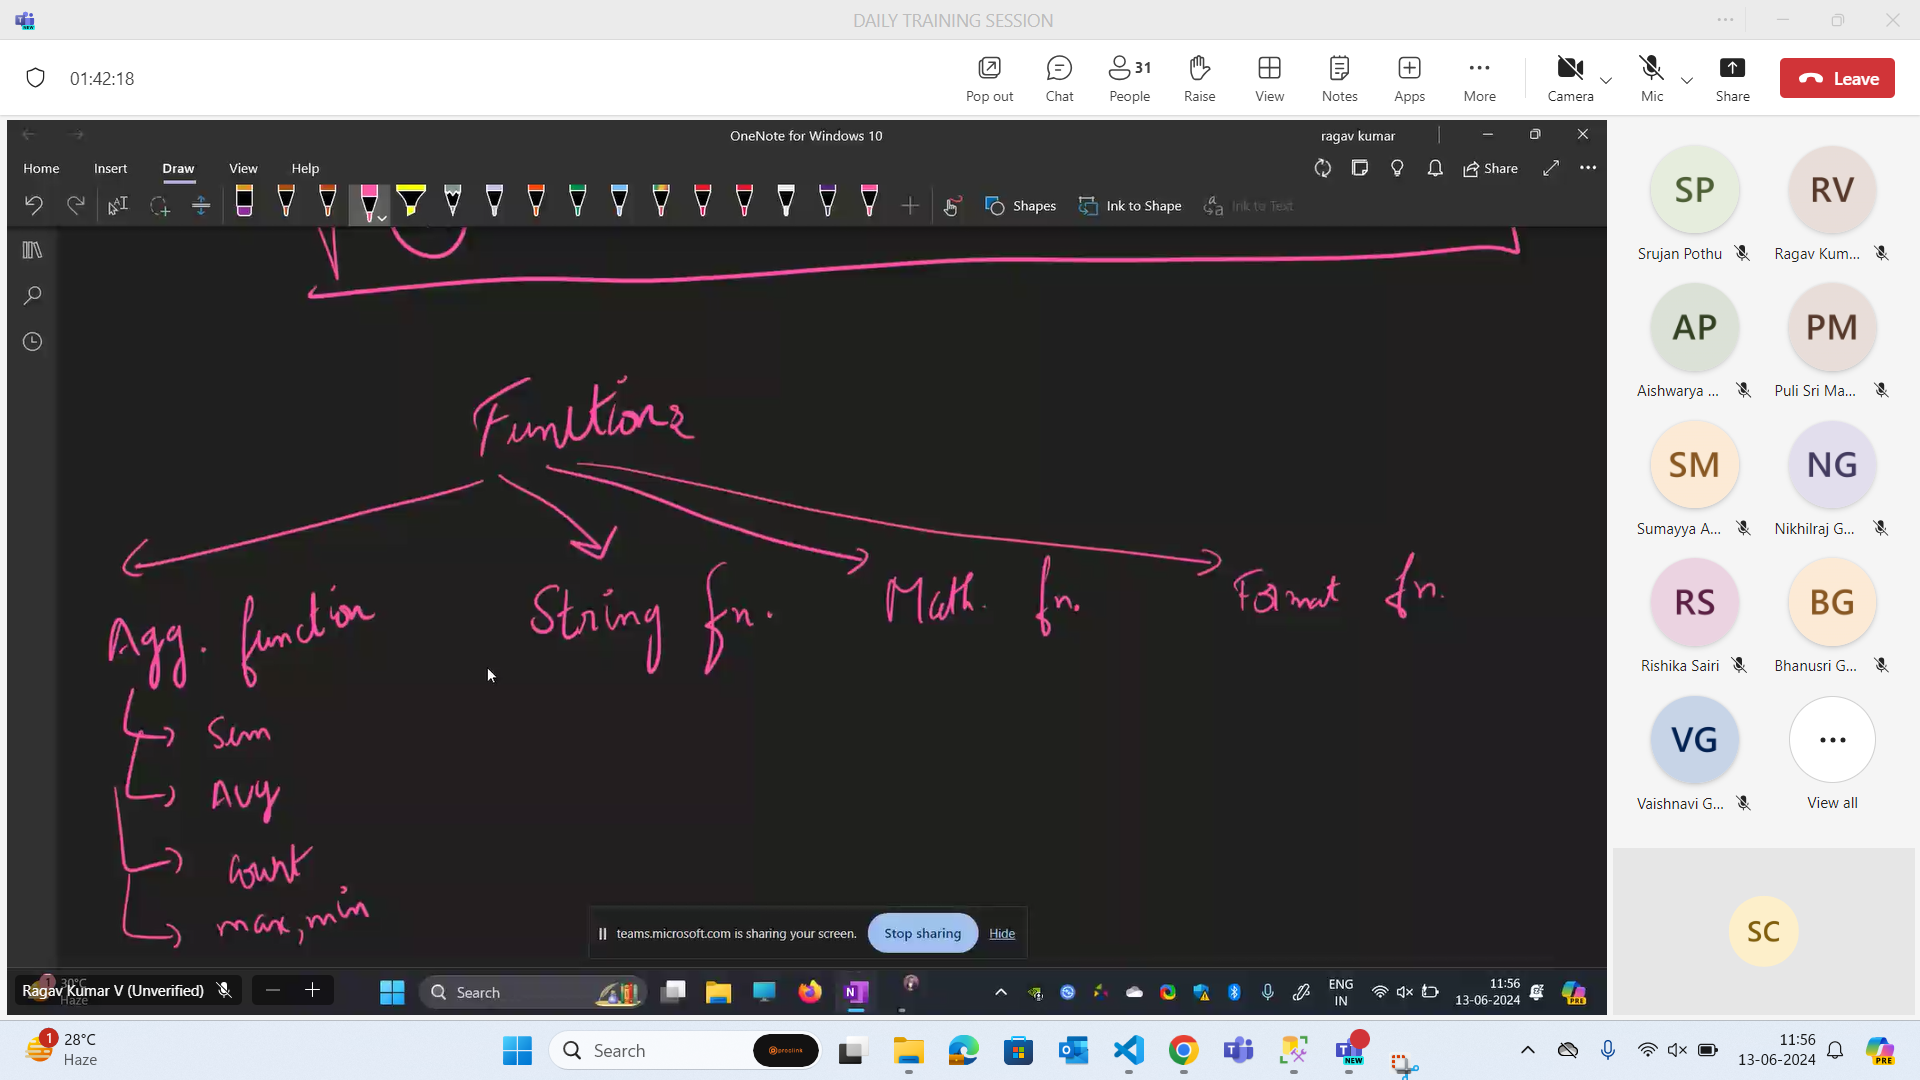 DAILY TRAINING SESSION
01:42:18
Pop out
Chat
31
People
Raise
View
Notes
Apps
More
Camera
Mic
Share
Leave
OneNote for Windows 10
ragav kumar
Home
Insert
Draw
View
Help
Share
Shapes
Ink to Shape
Ink to Text
Functions
Agg. function
String fn.
Math. fn.
Format fn.
Sum
Avg
Count
max, min
teams.microsoft.com is sharing your screen.
Stop sharing
Hide
Ragav Kumar V (Unverified)
30°C
Haze
Search
ENG
IN
11:56
13-06-2024
SP
Srujan Pothu
RV
Ragav Kum...
AP
Aishwarya ...
PM
Puli Sri Ma...
SM
Sumayya A...
NG
Nikhilraj G...
RS
Rishika Sairi
BG
Bhanusri G...
VG
Vaishnavi G...
View all
SC
1
28°C
Haze
Search
proclink
NEW
11:56
13-06-2024
PRE